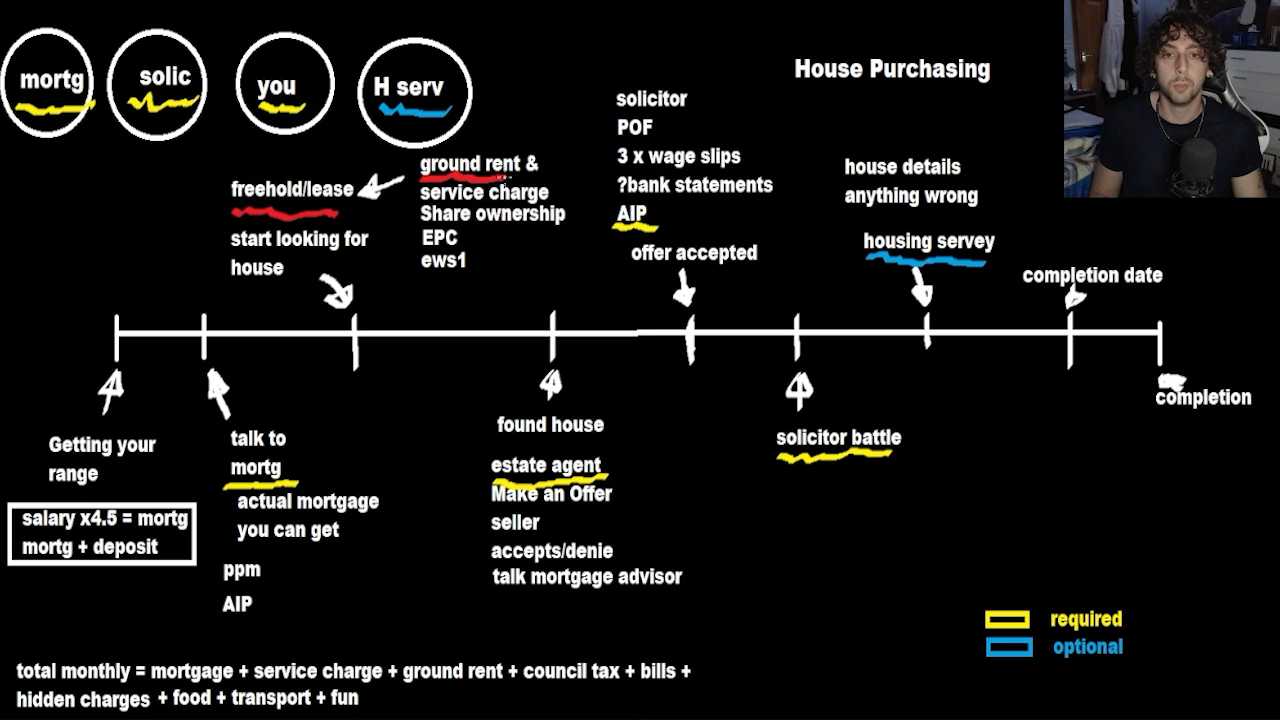 mortg
solic
you
H serv
House Purchasing
solicitor
POF
3 x wage slips
?bank statements
AIP
offer accepted
ground rent &
service charge
Share ownership
EPC
ews1
freehold/lease
start looking for
house
house details
anything wrong
housing servey
completion date
completion
Getting your
range
salary x4.5 = mortg
mortg + deposit
talk to
mortg
actual mortgage
you can get
ppm
AIP
found house
estate agent
Make an Offer
seller
accepts/denie
talk mortgage advisor
solicitor battle
required
optional
total monthly = mortgage + service charge + ground rent + council tax + bills +
hidden charges + food + transport + fun